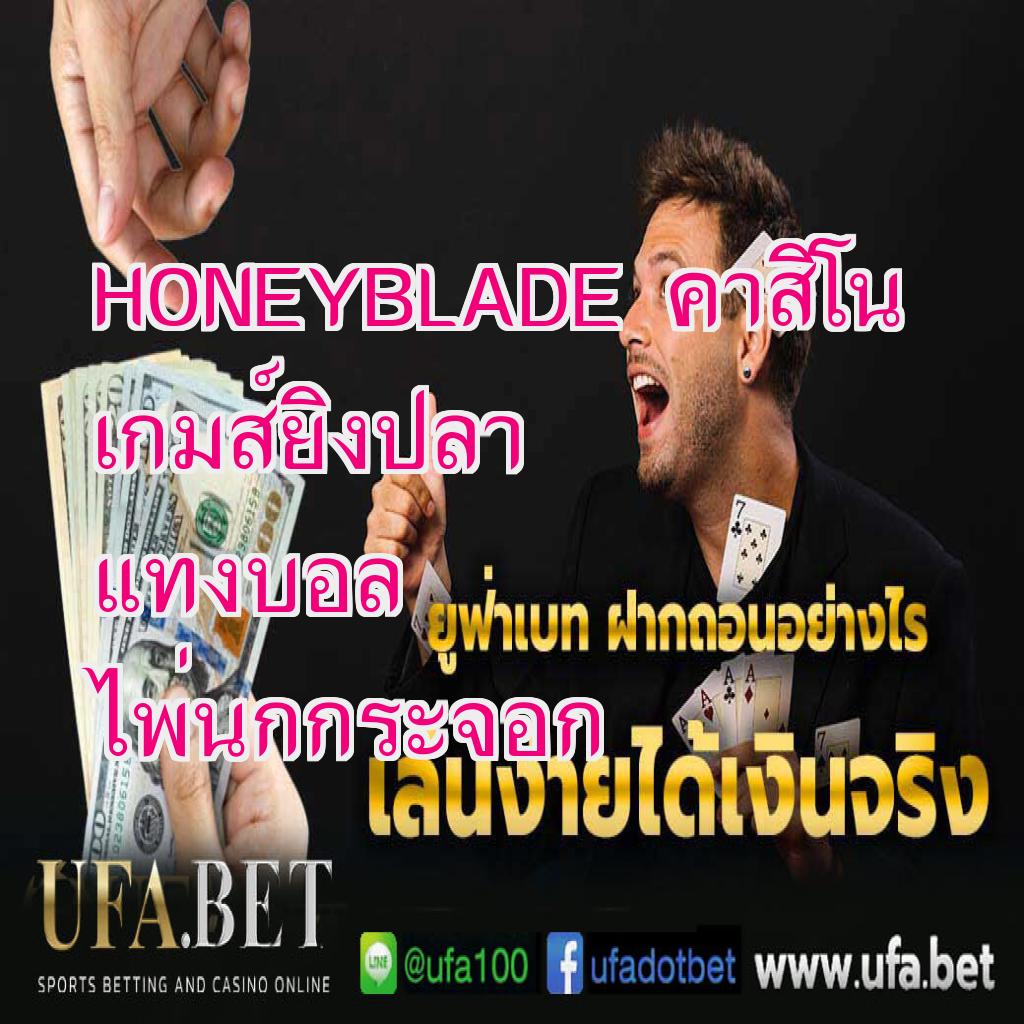 HONEYBLADE คาสิโน
เกมส์ยิงปลา
แทงบอล
ยูฟ่าเบท ฝากถอนอย่างไร
ไพ่นกกระจอก
เล่นง่ายได้เงินจริง
UFA.BET
SPORTS BETTING AND CASINO ONLINE
LINE @ufa100 f ufadotbet www.ufa.bet